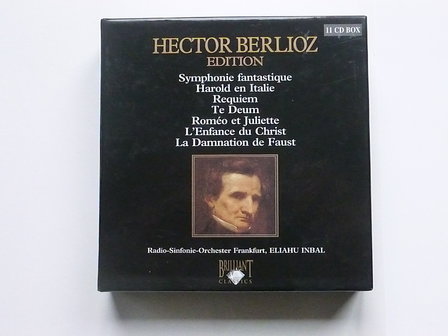 11 CD BOX
HECTOR BERLIOZ
EDITION
Symphonie fantastique
Harold en Italie
Requiem
Te Deum
Roméo et Juliette
L'Enfance du Christ
La Damnation de Faust
Radio-Sinfonie-Orchester Frankfurt, ELIAHU INBAL
BRILLIANT
CLASSICS